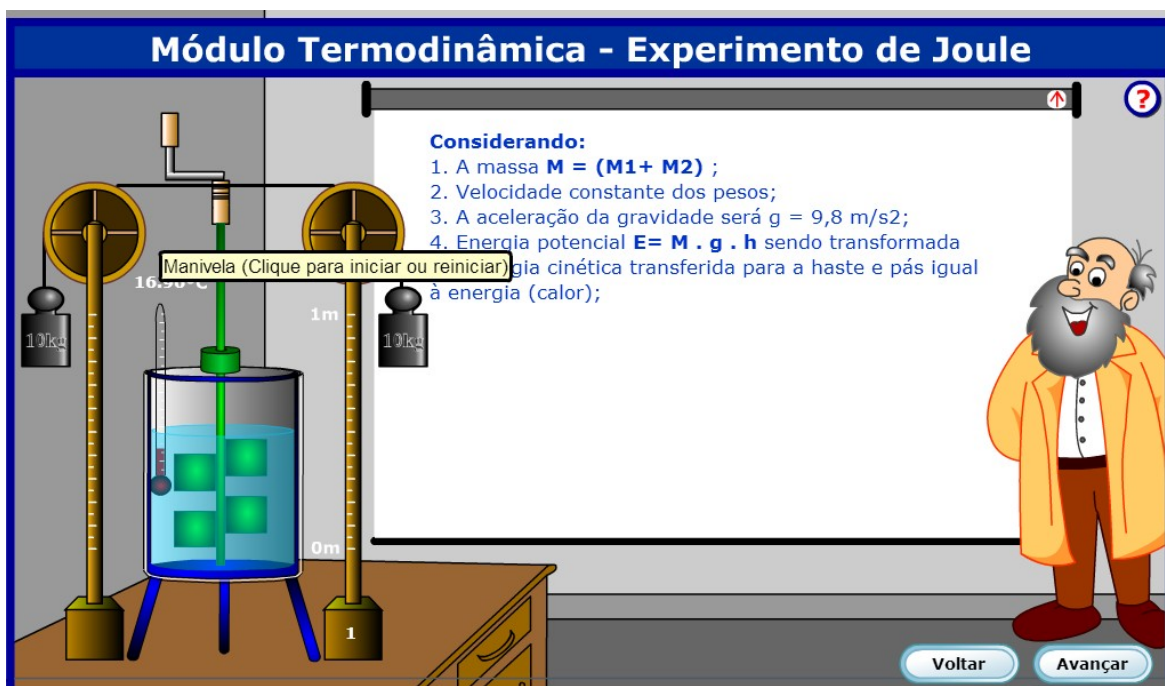 Módulo Termodinâmica - Experimento de Joule
?
Considerando:
1. A massa M = (M1+ M2) ;
2. Velocidade constante dos pesos;
3. A aceleração da gravidade será g = 9,8 m/s2;
4. Energia potencial E= M . g . h sendo transformada
gia cinética transferida para a haste e pás igual
à energia (calor);
Manivela (Clique para iniciar ou reiniciar)
1m
10kg
10kg
0m
1
Voltar
Avançar